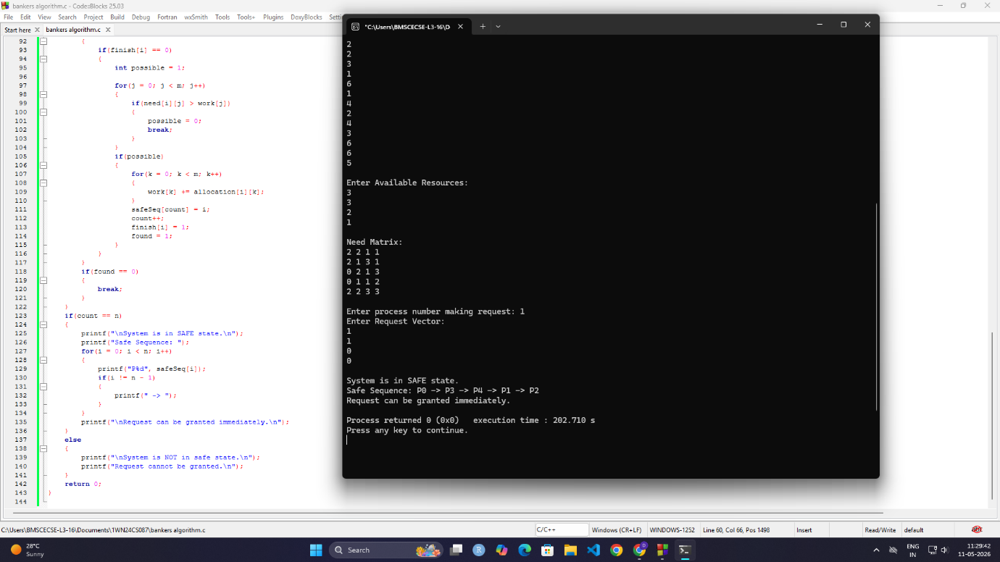 bankers algorithm.c - Code::Blocks 25.03
File Edit View Search Project Build Debug Fortran wxSmith Tools Tools+ Plugins DoxyBlocks
Start here bankers algorithm.c
92 {
93 if(finish[i] == 0)
94 {
95 int possible = 1;
96
97 for(j = 0; j < m; j++)
98 {
99 if(need[i][j] > work[j])
100 {
101 possible = 0;
102 break;
103 }
104 }
105 if(possible)
106 {
107 for(k = 0; k < m; k++)
108 {
109 work[k] += allocation[i][k];
110 }
111 safeSeq[count] = i;
112 count++;
113 finish[i] = 1;
114 found = 1;
115 }
116 }
117 }
118 if(found == 0)
119 {
120 break;
121 }
122 }
123 if(count == n)
124 {
125 printf("\nSystem is in SAFE state.\n");
126 printf("Safe Sequence: ");
127 for(i = 0; i < n; i++)
128 {
129 printf("P%d", safeSeq[i]);
130 if(i != n - 1)
131 {
132 printf(" -> ");
133 }
134 }
135 printf("\nRequest can be granted immediately.\n");
136 }
137 else
138 {
139 printf("\nSystem is NOT in safe state.\n");
140 printf("Request cannot be granted.\n");
141 }
142 return 0;
143 }
144
"C:\Users\BMSCECSE-L3-16\D
2
2
3
1
6
1
4
2
4
3
6
6
5
Enter Available Resources:
3
3
2
1
Need Matrix:
2 2 1 1
2 1 3 1
0 2 1 3
0 1 1 2
2 2 3 3
Enter process number making request: 1
Enter Request Vector:
1
1
0
0
System is in SAFE state.
Safe Sequence: P0 -> P3 -> P4 -> P1 -> P2
Request can be granted immediately.
Process returned 0 (0x0) execution time : 202.710 s
Press any key to continue.
C:\Users\BMSCECSE-L3-16\Documents\1WN24CS087\bankers algorithm.c C/C++ Windows (CR+LF) WINDOWS-1252 Line 60, Col 66, Pos 1498 Insert Read/Write default
28°C
Sunny
Search
ENG
IN
11:29:42
11-05-2026